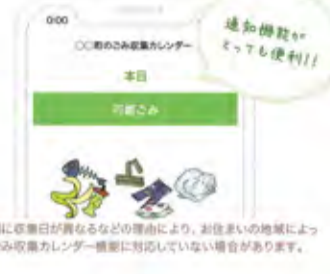 0:00
○○町のごみ収集カレンダー
通知機能が
とっても便利!!
本日
可燃ごみ
に収集日が異なるなどの理由により、お住まいの地域によっ
み収集カレンダー機能に対応していない場合があります。